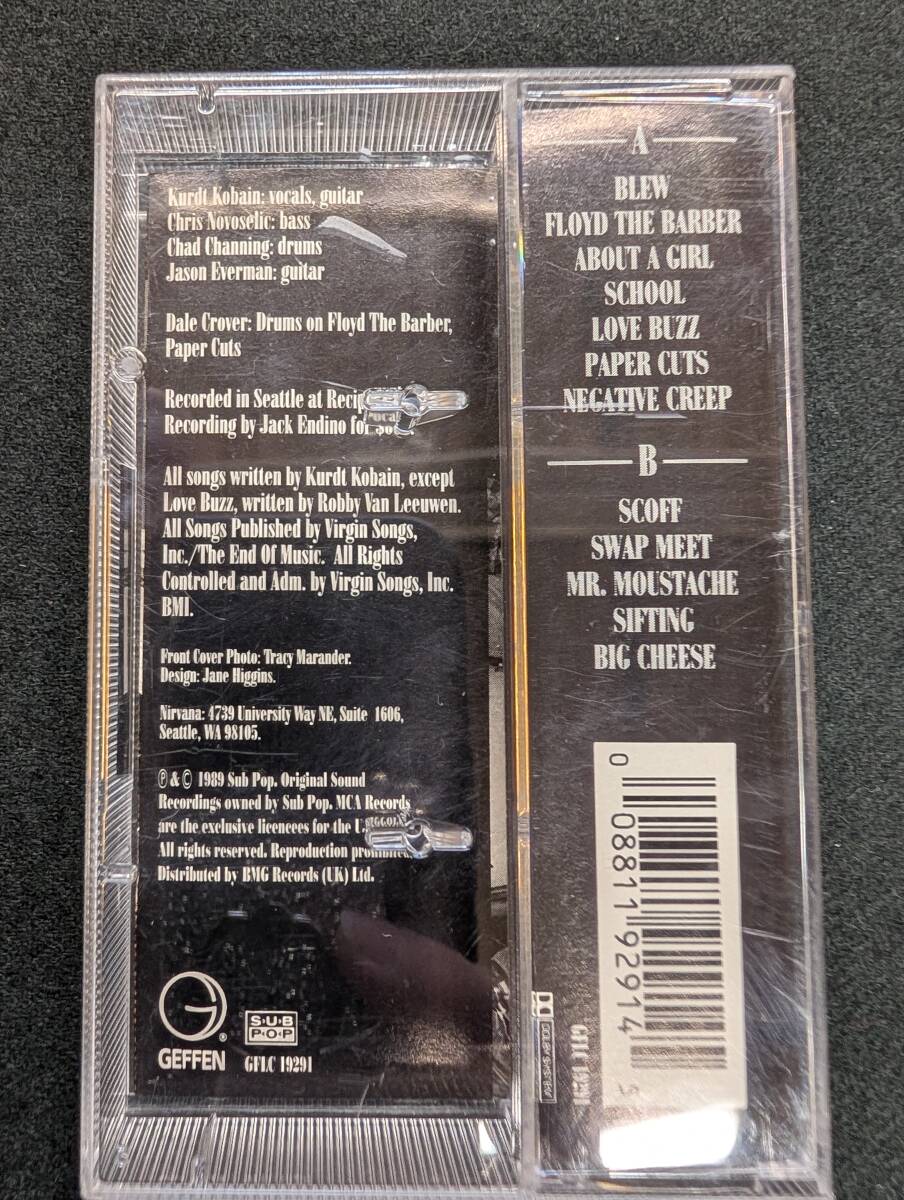 Kurdt Kobain: vocals, guitar
Chris Novoselic: bass
Chad Channing: drums
Jason Everman: guitar
Dale Crover: Drums on Floyd The Barber,
Paper Cuts
Recorded in Seattle at
Recording by Jack Endino for
All songs written by Kurdt Kobain, except
Love Buzz, written by Robby Van Leeuwen.
All Songs Published by Virgin Songs,
Inc./The End Of Music. All Rights
Controlled and Adm. by Virgin Songs, Inc.
BMI.
Front Cover Photo: Tracy Marander.
Design: Jane Higgins.
Nirvana: 4739 University Way NE, Suite 1606,
Seattle, WA 98105.
℗ & © 1989 Sub Pop. Original Sound
Recordings owned by Sub Pop. MCA Records
are the exclusive licencees for the
All rights reserved. Reproduction prohibited.
Distributed by BMG Records (UK) Ltd.
GEFFEN ®
SUB
POP
GFLC 19291
A
BLEW
FLOYD THE BARBER
ABOUT A GIRL
SCHOOL
LOVE BUZZ
PAPER CUTS
NEGATIVE CREEP
B
SCOFF
SWAP MEET
MR. MOUSTACHE
SIFTING
BIG CHEESE
0 08811 92914 5
DOLBY SYSTEM
GFLC 19291